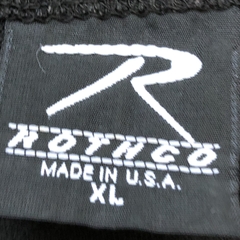 R
ROTHCO
MADE IN U.S.A.
XL